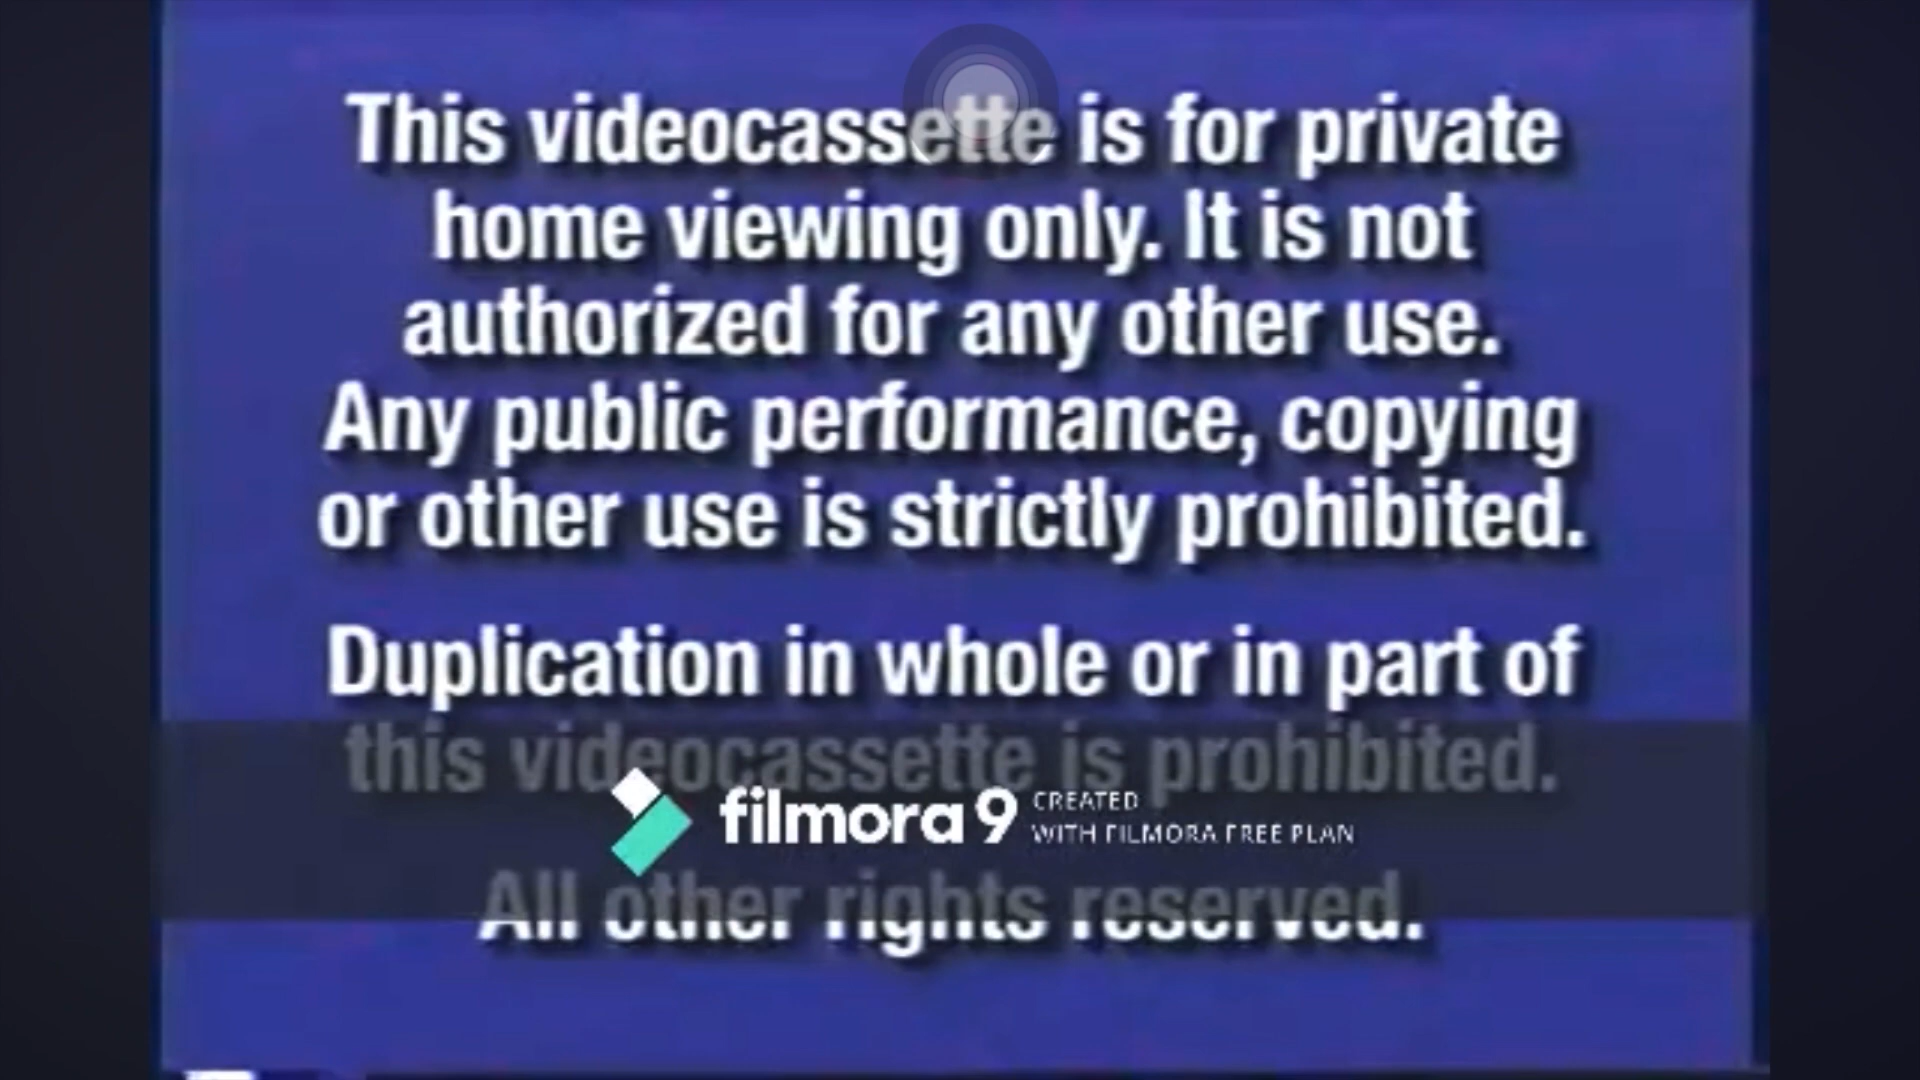 This videocassette is for private
home viewing only. It is not
authorized for any other use.
Any public performance, copying
or other use is strictly prohibited.
Duplication in whole or in part of
this videocassette is prohibited.
filmora9 CREATED
WITH FILMORA FREE PLAN
All other rights reserved.